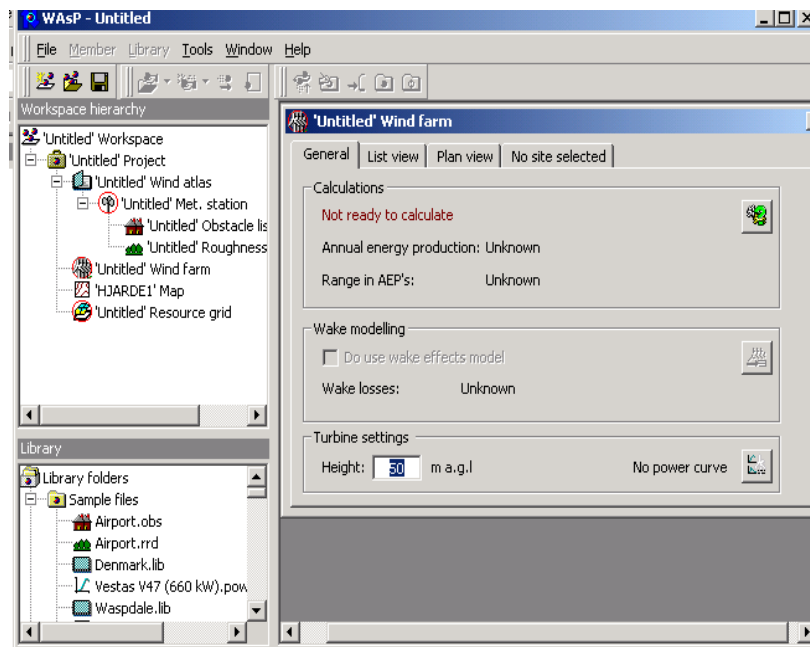 WAsP - Untitled
File Member Library Tools Window Help
Workspace hierarchy
'Untitled' Workspace
'Untitled' Project
'Untitled' Wind atlas
'Untitled' Met. station
'Untitled' Obstacle lis
'Untitled' Roughness
'Untitled' Wind farm
'HJARDE1' Map
'Untitled' Resource grid
Library
Library folders
Sample files
Airport.obs
Airport.rrd
Denmark.lib
Vestas V47 (660 kW).pow
Waspdale.lib
'Untitled' Wind farm
General List view Plan view No site selected
Calculations
Not ready to calculate
Annual energy production: Unknown
Range in AEP's: Unknown
Wake modelling
Do use wake effects model
Wake losses: Unknown
Turbine settings
Height: 50 m a.g.l No power curve